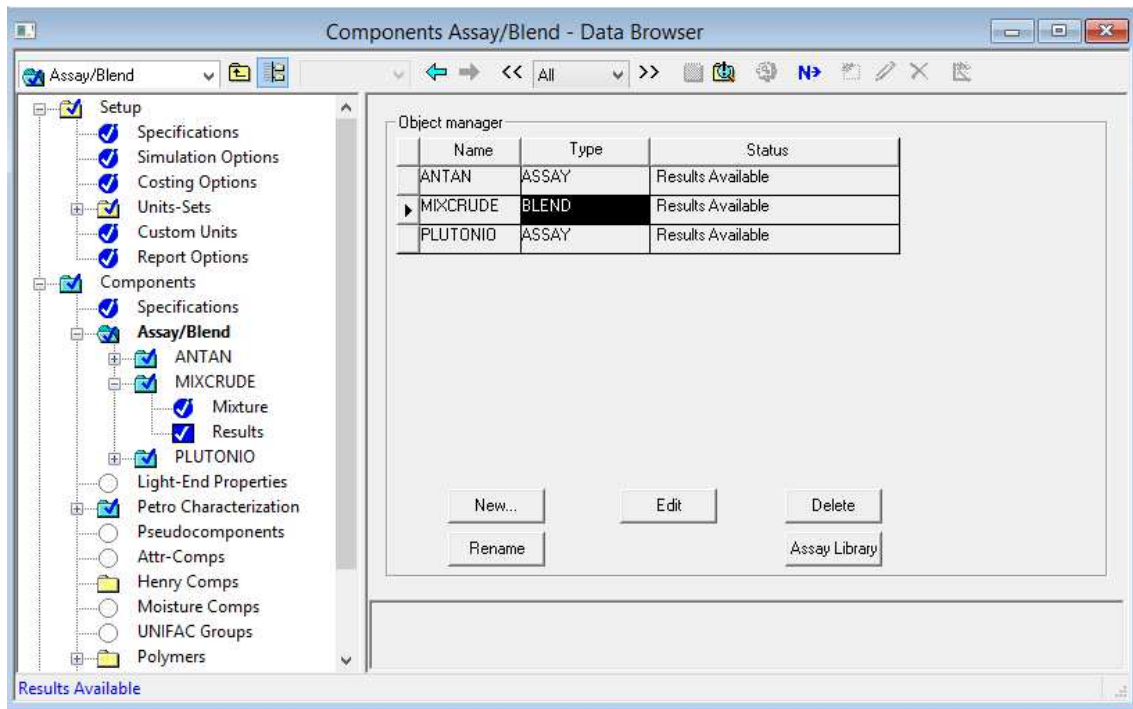 Components Assay/Blend - Data Browser
Assay/Blend << All >> N>
Setup
Specifications
Simulation Options
Costing Options
Units-Sets
Custom Units
Report Options
Components
Specifications
Assay/Blend
ANTAN
MIXCRUDE
Mixture
Results
PLUTONIO
Light-End Properties
Petro Characterization
Pseudocomponents
Attr-Comps
Henry Comps
Moisture Comps
UNIFAC Groups
Polymers
Object manager
Name Type Status
ANTAN ASSAY Results Available
MIXCRUDE BLEND Results Available
PLUTONIO ASSAY Results Available
New... Edit Delete
Rename Assay Library
Results Available